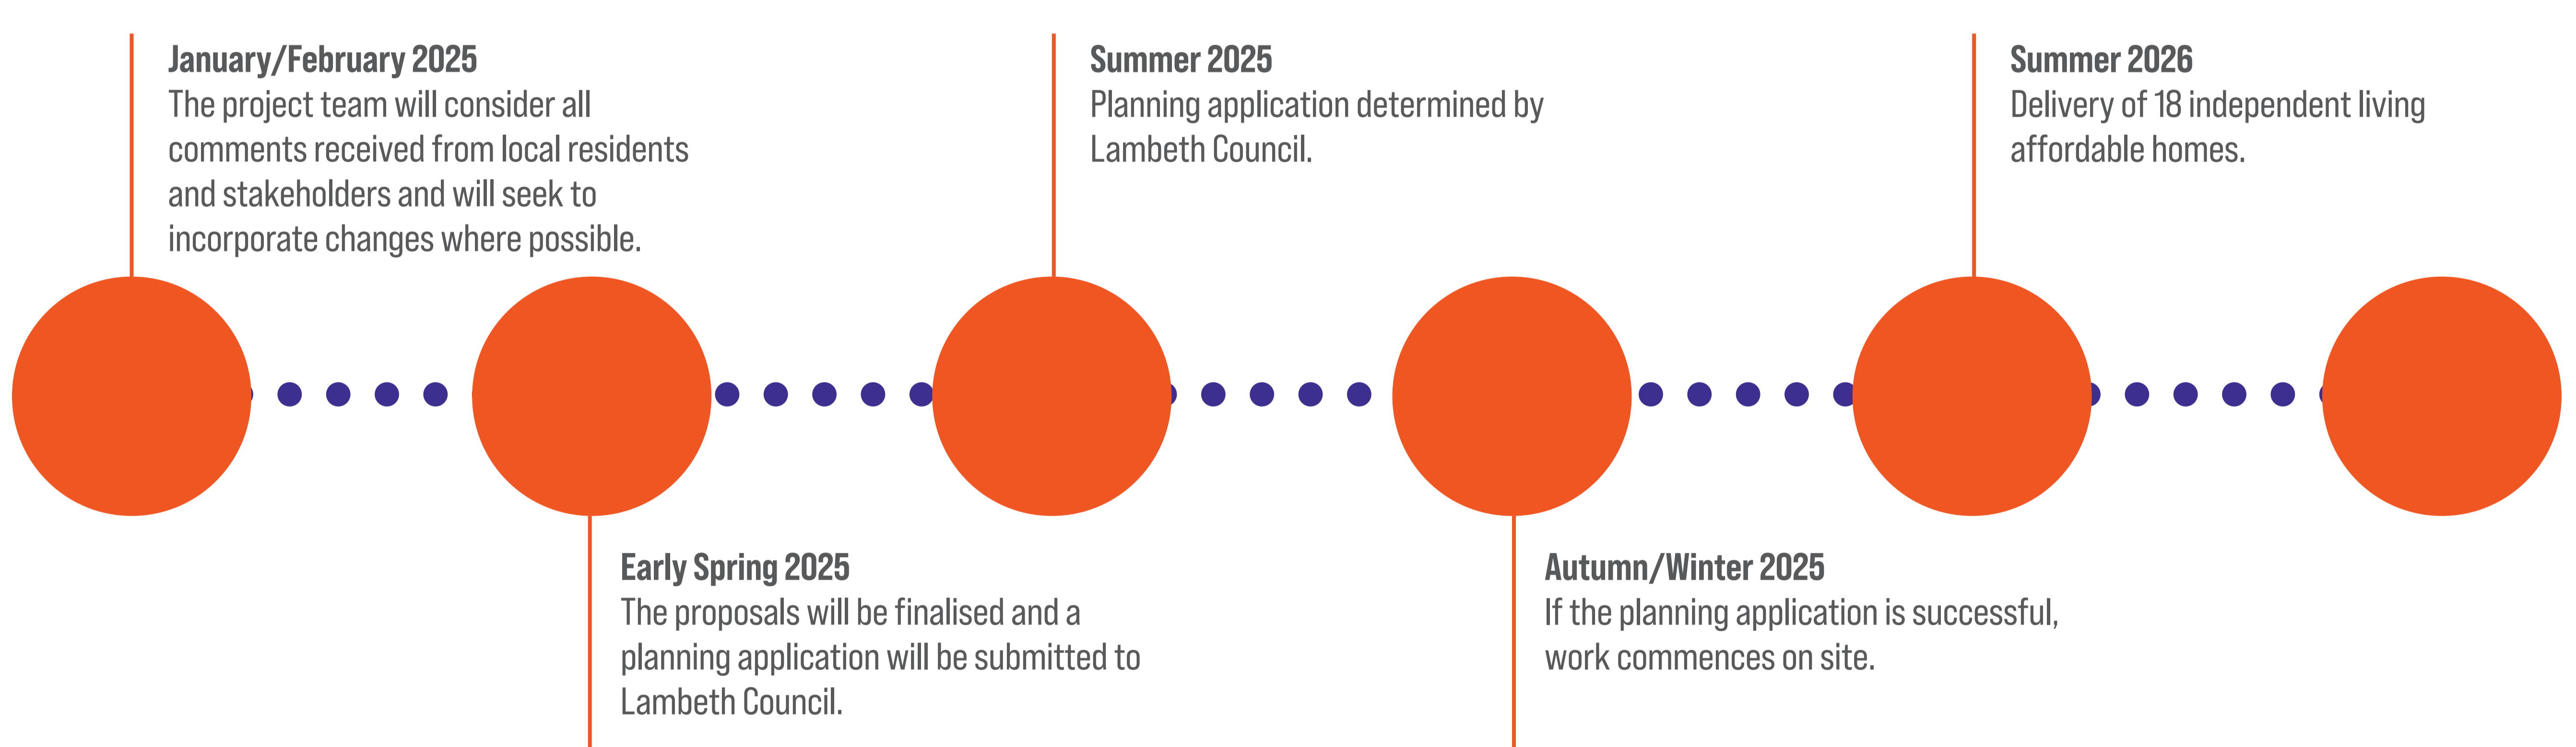 January/February 2025
The project team will consider all
comments received from local residents
and stakeholders and will seek to
incorporate changes where possible.
Early Spring 2025
The proposals will be finalised and a
planning application will be submitted to
Lambeth Council.
Summer 2025
Planning application determined by
Lambeth Council.
Autumn/Winter 2025
If the planning application is successful,
work commences on site.
Summer 2026
Delivery of 18 independent living
affordable homes.